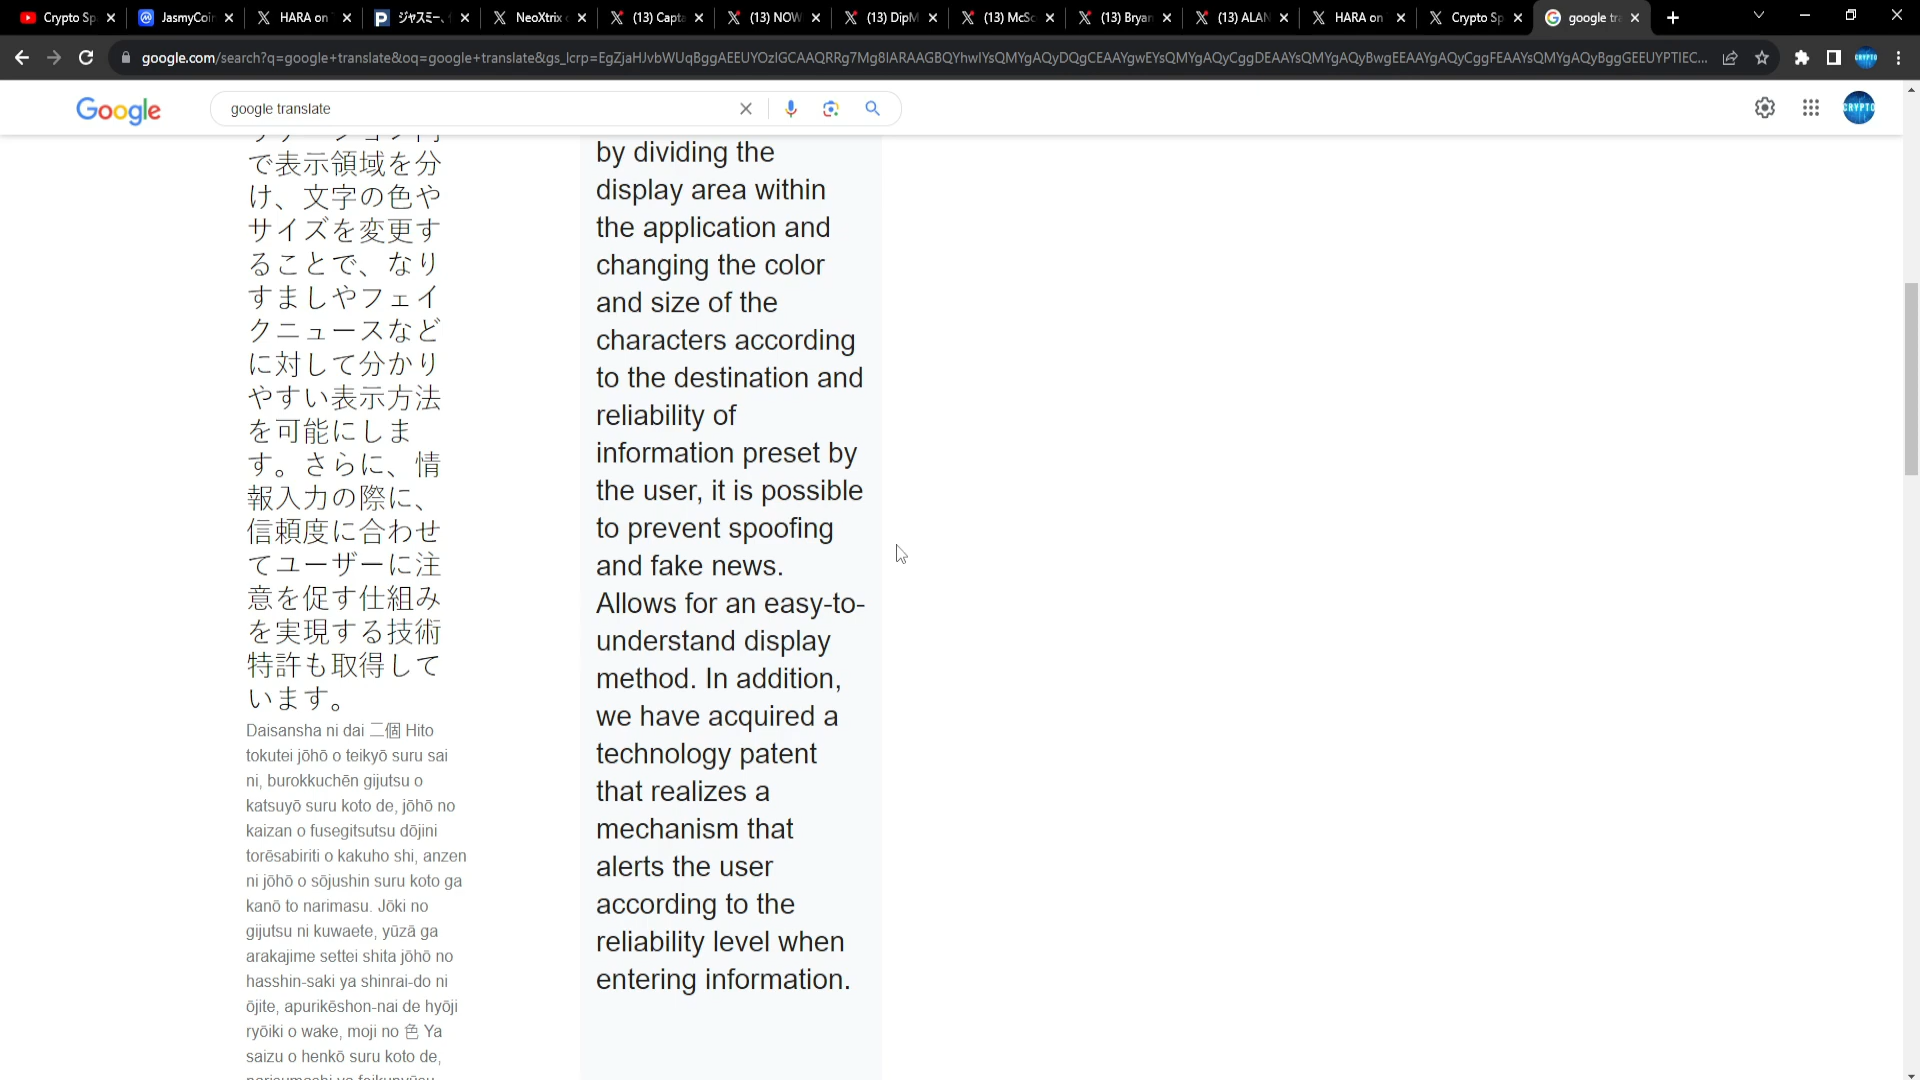 Crypto Sp
JasmyCoin
HARA on
ジャスミー、
NeoXtrix
(13) Capta
(13) NOW
(13) DipM
(13) McSc
(13) Bryan
(13) ALAN
HARA on
Crypto Sp
google tra
google.com/search?q=google+translate&oq=google+translate&gs_lcrp=EgZjaHJvbWUqBggAEEUYOzIGCAAQRRg7Mg8IARAAGBQYhwIYsQMYgAQyDQgCEAAYgwEYsQMYgAQyCggDEAAYsQMYgAQyBwgEEAAYgAQyCggFEAAYsQMYgAQyBggGEEUYPTIEC...
Google
google translate
CRYPTO
で表示領域を分
け、文字の色や
サイズを変更す
ることで、なり
すましやフェイ
クニュースなど
に対して分かり
やすい表示方法
を可能にしま
す。さらに、情
報入力の際に、
信頼度に合わせ
てユーザーに注
意を促す仕組み
を実現する技術
特許も取得して
います。
Daisansha ni dai 二個 Hito
tokutei jōhō o teikyō suru sai
ni, burokkuchēn gijutsu o
katsuyō suru koto de, jōhō no
kaizan o fusegitsutsu dōjini
torēsabiriti o kakuho shi, anzen
ni jōhō o sōjushin suru koto ga
kanō to narimasu. Jōki no
gijutsu ni kuwaete, yūzā ga
arakajime settei shita jōhō no
hasshin-saki ya shinrai-do ni
ōjite, apurikēshon-nai de hyōji
ryōiki o wake, moji no 色 Ya
saizu o henkō suru koto de,
by dividing the
display area within
the application and
changing the color
and size of the
characters according
to the destination and
reliability of
information preset by
the user, it is possible
to prevent spoofing
and fake news.
Allows for an easy-to-
understand display
method. In addition,
we have acquired a
technology patent
that realizes a
mechanism that
alerts the user
according to the
reliability level when
entering information.